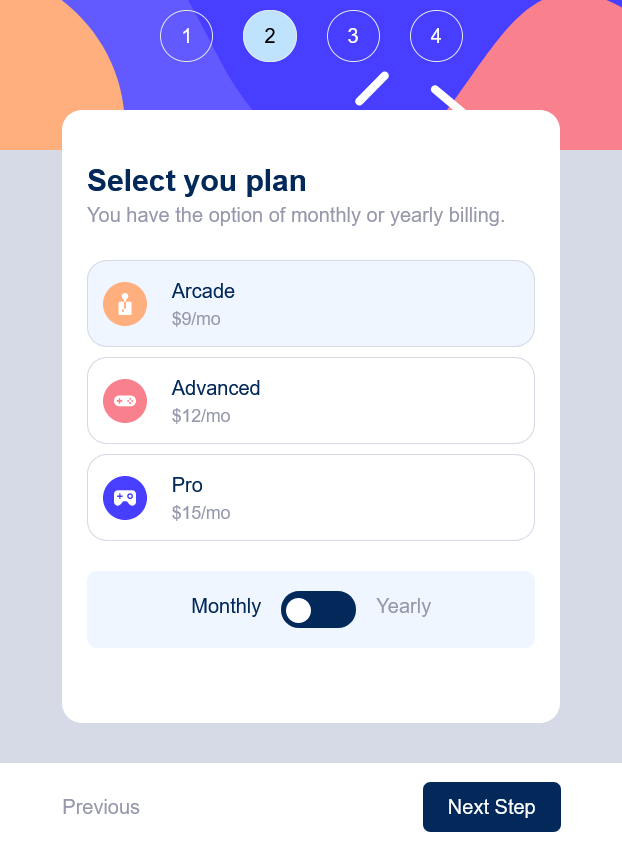 1 2 3 4
Select you plan
You have the option of monthly or yearly billing.
Arcade
$9/mo
Advanced
$12/mo
Pro
$15/mo
Monthly Yearly
Previous Next Step